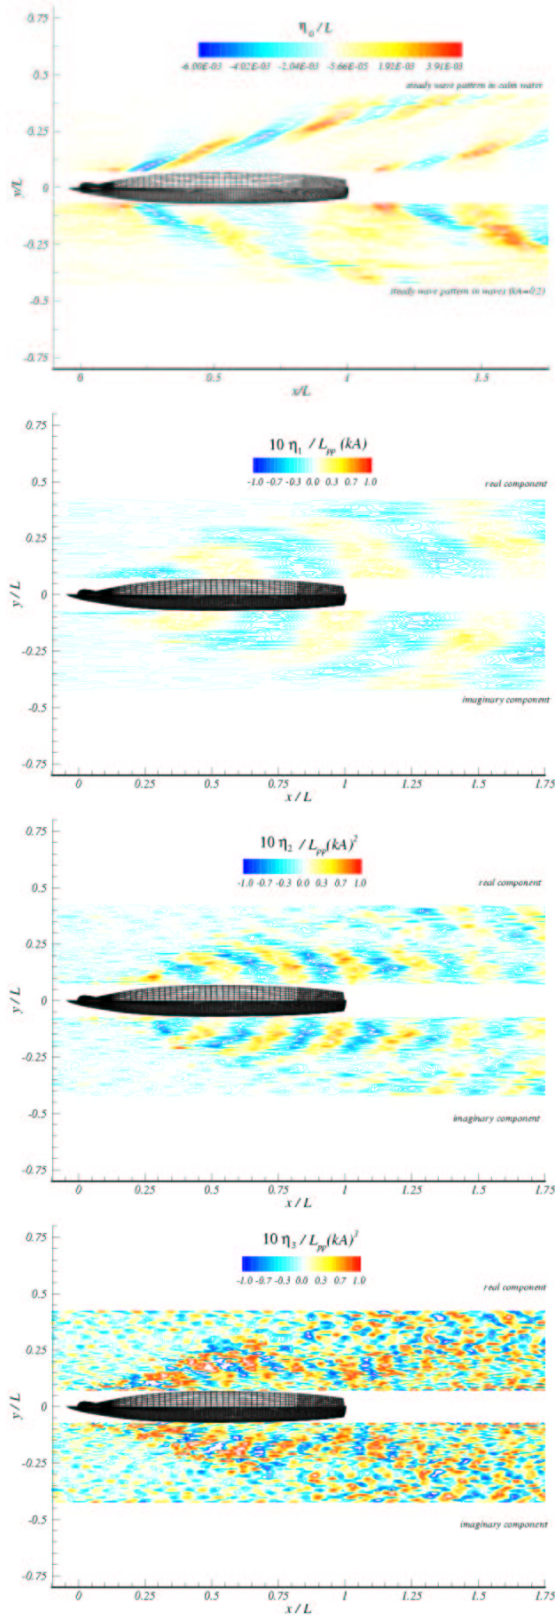 0.75
η₀ / L
-6.00E-03 -4.02E-03 -2.04E-03 -5.66E-05 1.92E-03 3.91E-03
0.5
steady wave pattern in calm water
0.25
y/L
0
-0.25
steady wave pattern in waves
-0.5
-0.75
0 0.5 1 1.5
x/L
0.75
10 η₁ / Lpp (kA)
-1.0 -0.7 -0.3 0.0 0.3 0.7 1.0
0.5
real component
0.25
y / L
0
-0.25
-0.5
imaginary component
-0.75
0 0.25 0.5 0.75 1 1.25 1.5 1.75
x / L
0.75
10 η₂ / Lpp(kA)²
-1.0 -0.7 -0.3 0.0 0.3 0.7 1.0
0.5
real component
0.25
y / L
0
-0.25
-0.5
imaginary component
-0.75
0 0.25 0.5 0.75 1 1.25 1.5 1.75
x / L
0.75
10 η₃ / Lpp(kA)
-1.0 -0.7 -0.3 0.0 0.3 0.7 1.0
0.5
real component
0.25
y / L
0
-0.25
-0.5
imaginary component
-0.75
0 0.25 0.5 0.75 1 1.25 1.5 1.75
x / L